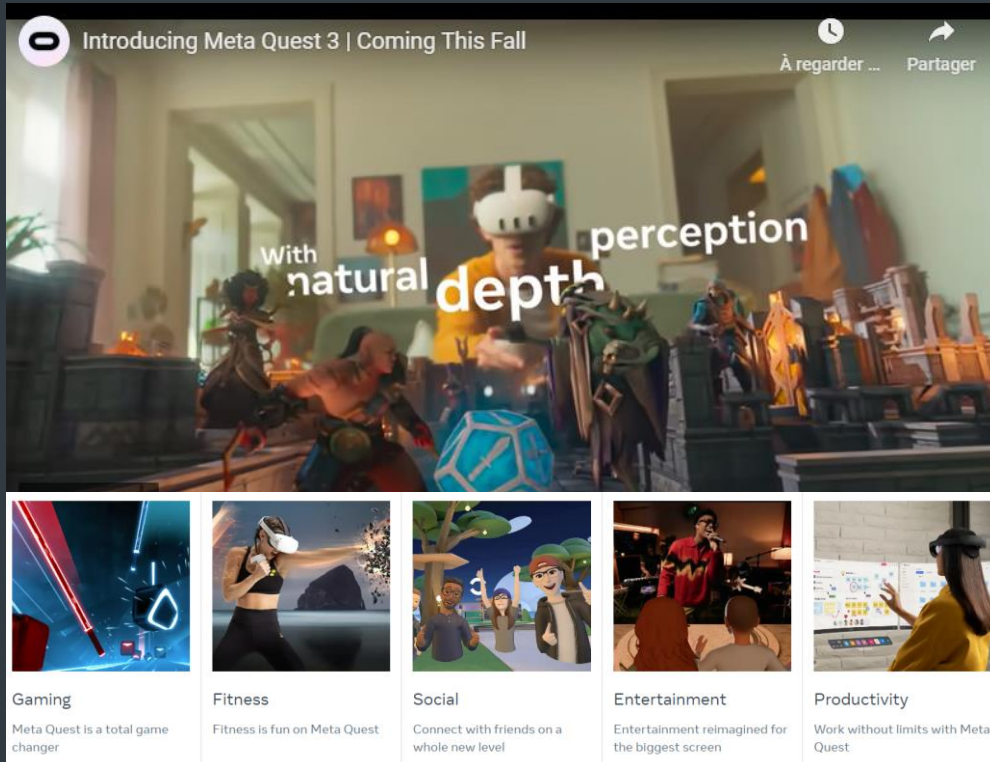 Introducing Meta Quest 3 | Coming This Fall
À regarder ...
Partager
With
natural depth perception
Gaming
Meta Quest is a total game
changer
Fitness
Fitness is fun on Meta Quest
Social
Connect with friends on a
whole new level
Entertainment
Entertainment reimagined for
the biggest screen
Productivity
Work without limits with Meta
Quest